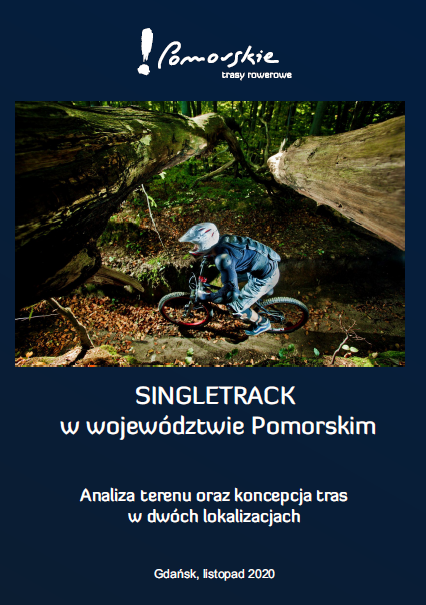 Pomorskie
trasy rowerowe
SINGLETRACK
w województwie Pomorskim
Analiza terenu oraz koncepcja tras
w dwóch lokalizacjach
Gdańsk, listopad 2020